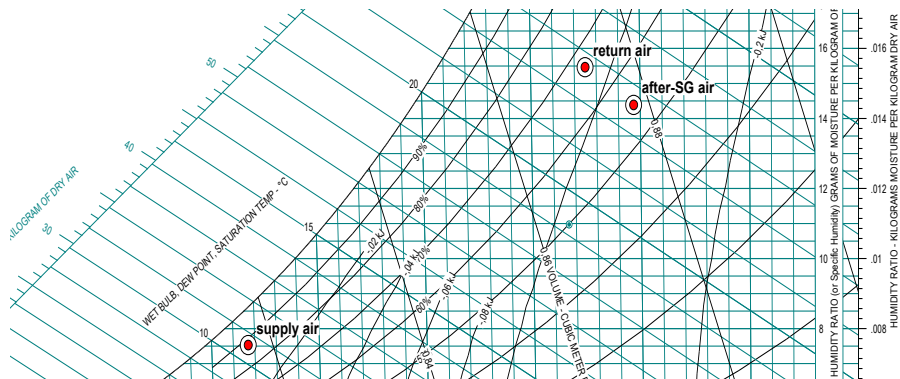 50
40
30
.ILOGRAM OF DRY AIR
WET BULB, DEW POINT, SATURATION TEMP - °C
20
15
10
return air
after-SG air
supply air
90%
80%
70%
60%
-.02 kJ
-.04 kJ
-.06 kJ
-.08 kJ
-0.2 kJ
0.88
0.86 VOLUME - CUBIC METER
0.84
16
14
12
10
8
HUMIDITY RATIO (or Specific Humidity) GRAMS OF MOISTURE PER KILOGRAM OF
.016
.014
.012
.01
.008
HUMIDITY RATIO - KILOGRAMS MOISTURE PER KILOGRAM DRY AIR